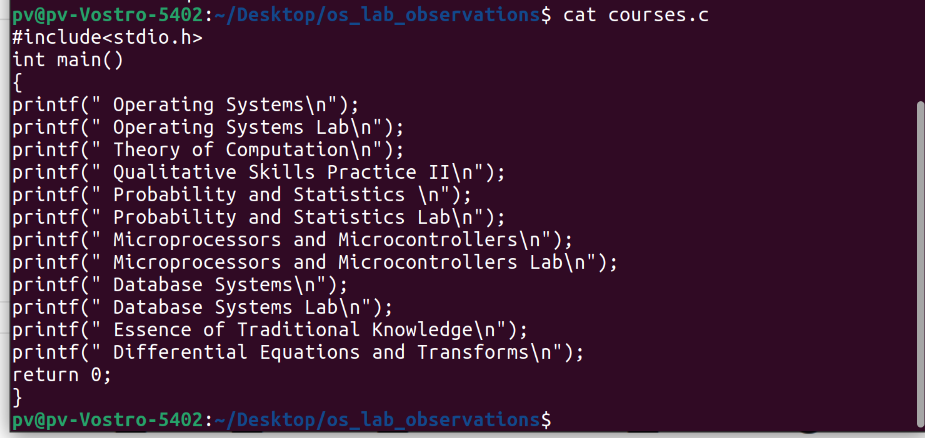 pv@pv-Vostro-5402:~/Desktop/os_lab_observations$ cat courses.c
#include<stdio.h>
int main()
{
printf(" Operating Systems\n");
printf(" Operating Systems Lab\n");
printf(" Theory of Computation\n");
printf(" Qualitative Skills Practice II\n");
printf(" Probability and Statistics \n");
printf(" Probability and Statistics Lab\n");
printf(" Microprocessors and Microcontrollers\n");
printf(" Microprocessors and Microcontrollers Lab\n");
printf(" Database Systems\n");
printf(" Database Systems Lab\n");
printf(" Essence of Traditional Knowledge\n");
printf(" Differential Equations and Transforms\n");
return 0;
}
pv@pv-Vostro-5402:~/Desktop/os_lab_observations$